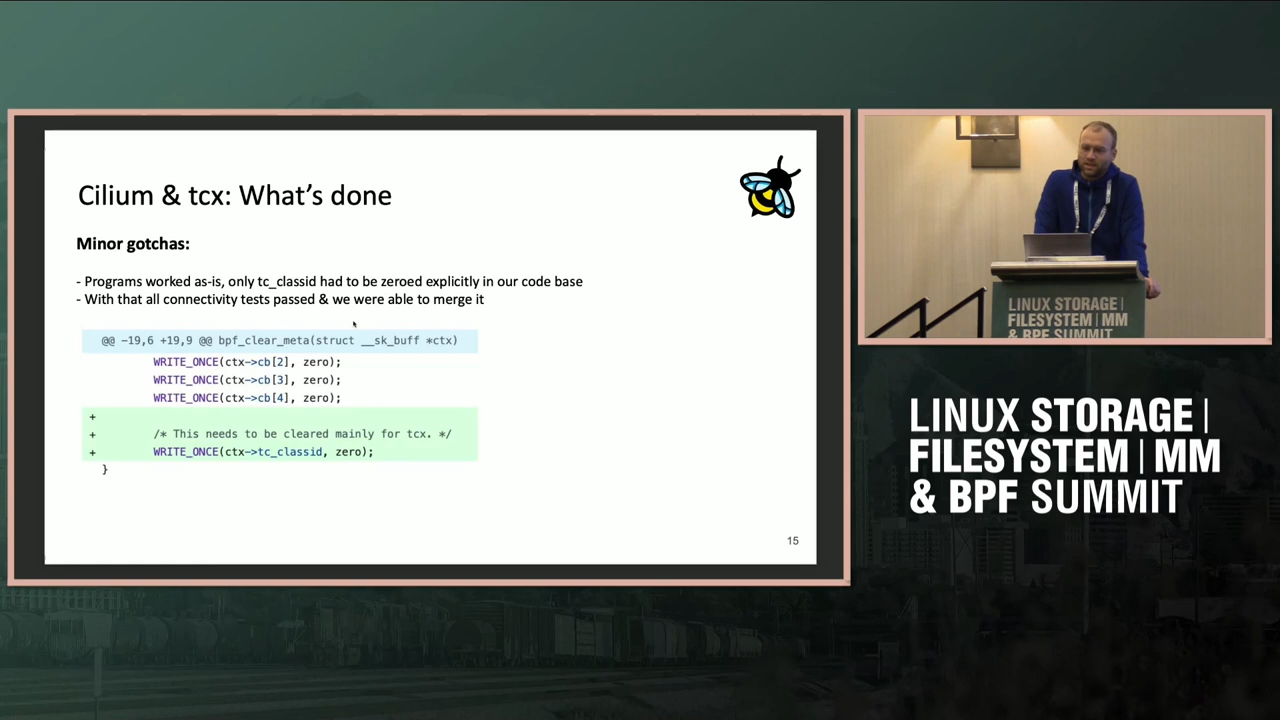 Cilium & tcx: What's done
Minor gotchas:
- Programs worked as-is, only tc_classid had to be zeroed explicitly in our code base
- With that all connectivity tests passed & we were able to merge it
@@ -19,6 +19,9 @@ bpf_clear_meta(struct __sk_buff *ctx)
WRITE_ONCE(ctx->cb[2], zero);
WRITE_ONCE(ctx->cb[3], zero);
WRITE_ONCE(ctx->cb[4], zero);
+
+ /* This needs to be cleared mainly for tcx. */
+ WRITE_ONCE(ctx->tc_classid, zero);
}
15
LINUX STORAGE |
FILESYSTEM | MM
& BPF SUMMIT
LINUX STORAGE |
FILESYSTEM | MM
& BPF SUMMIT